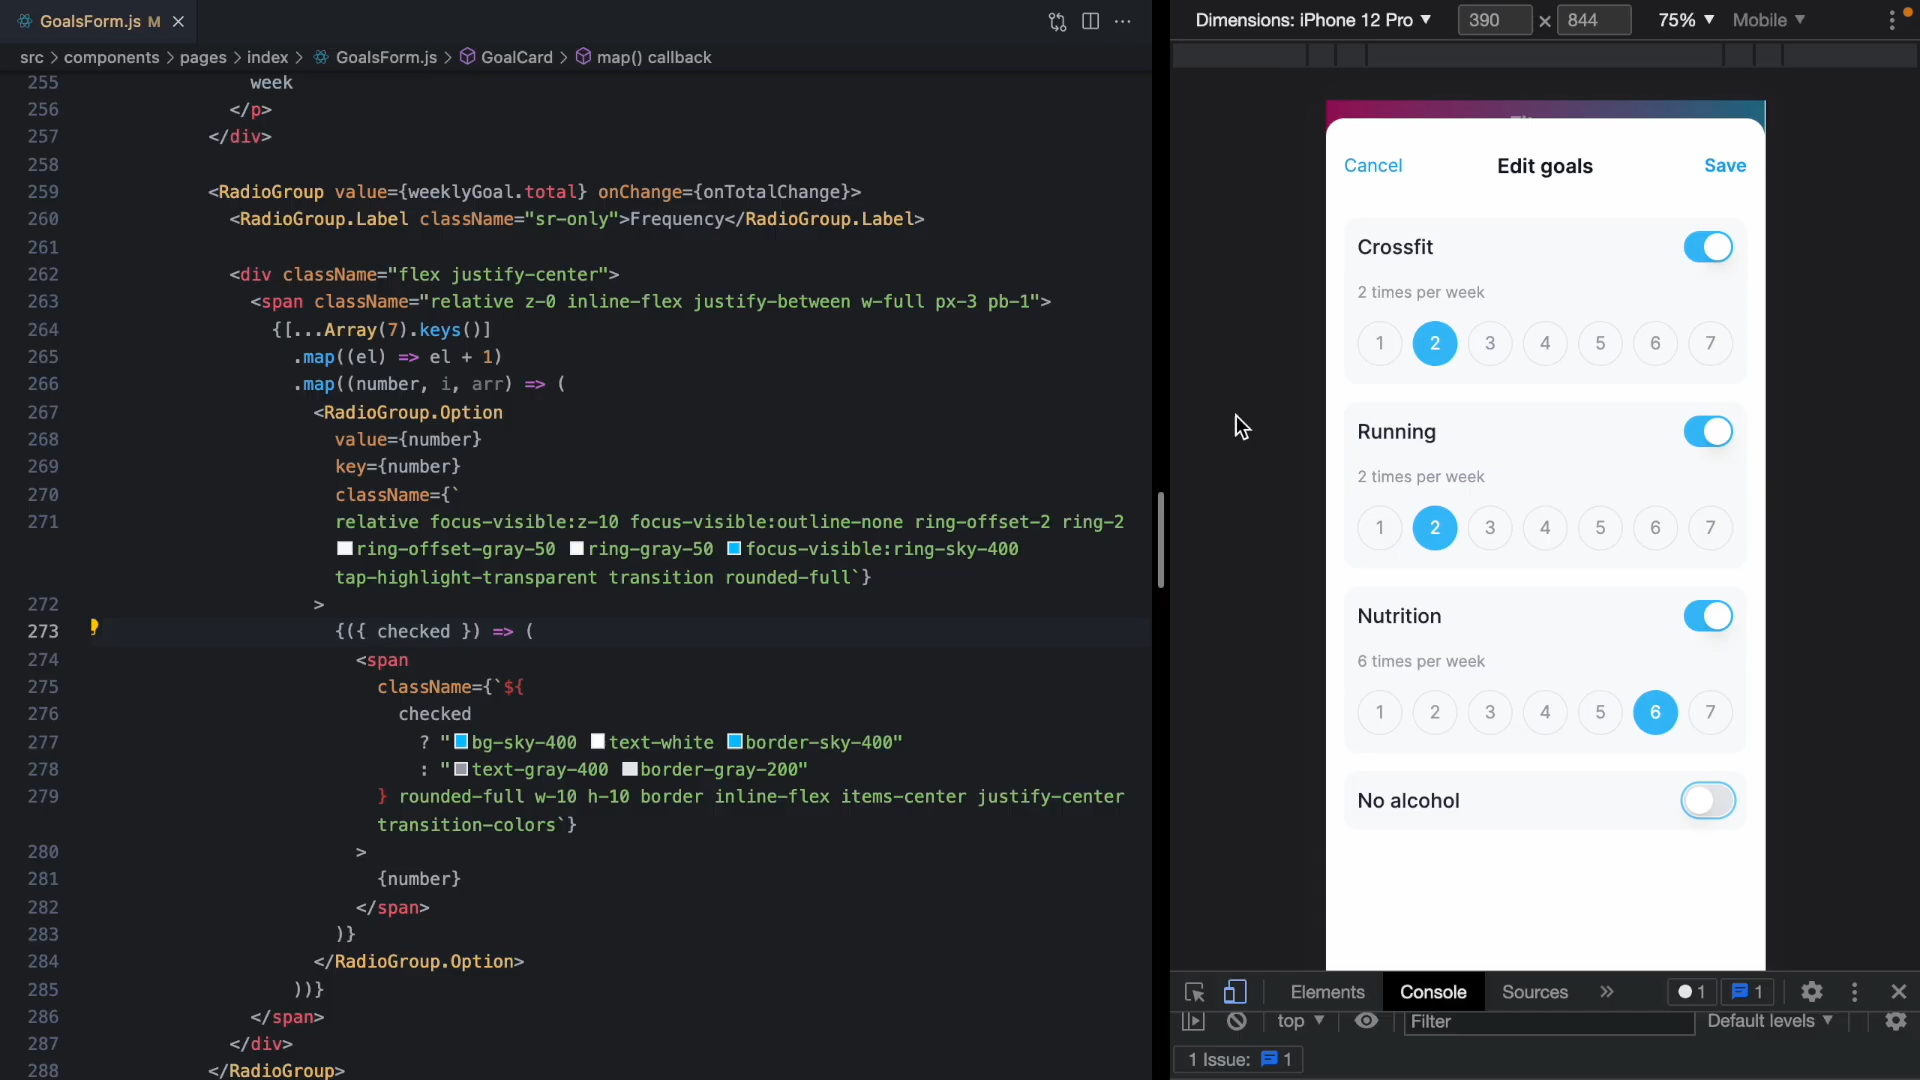 GoalsForm.js M
src > components > pages > index > GoalsForm.js > GoalCard > map() callback
255 week
256 </p>
257 </div>
258
259 <RadioGroup value={weeklyGoal.total} onChange={onTotalChange}>
260 <RadioGroup.Label className="sr-only">Frequency</RadioGroup.Label>
261
262 <div className="flex justify-center">
263 <span className="relative z-0 inline-flex justify-between w-full px-3 pb-1">
264 {[...Array(7).keys()]
265 .map((el) => el + 1)
266 .map((number, i, arr) => (
267 <RadioGroup.Option
268 value={number}
269 key={number}
270 className={`
271 relative focus-visible:z-10 focus-visible:outline-none ring-offset-2 ring-2
ring-offset-gray-50 ring-gray-50 focus-visible:ring-sky-400
tap-highlight-transparent transition rounded-full`}
272 >
273 {({ checked }) => (
274 <span
275 className={`${
276 checked
277 ? "bg-sky-400 text-white border-sky-400"
278 : "text-gray-400 border-gray-200"
279 } rounded-full w-10 h-10 border inline-flex items-center justify-center
transition-colors`}
280 >
281 {number}
282 </span>
283 )}
284 </RadioGroup.Option>
285 ))}
286 </span>
287 </div>
288 </RadioGroup>
Dimensions: iPhone 12 Pro 390 × 844 75% Mobile
Cancel Edit goals Save
Crossfit
2 times per week
1 2 3 4 5 6 7
Running
2 times per week
1 2 3 4 5 6 7
Nutrition
6 times per week
1 2 3 4 5 6 7
No alcohol
Elements Console Sources » 1 1
top Filter Default levels
1 Issue: 1